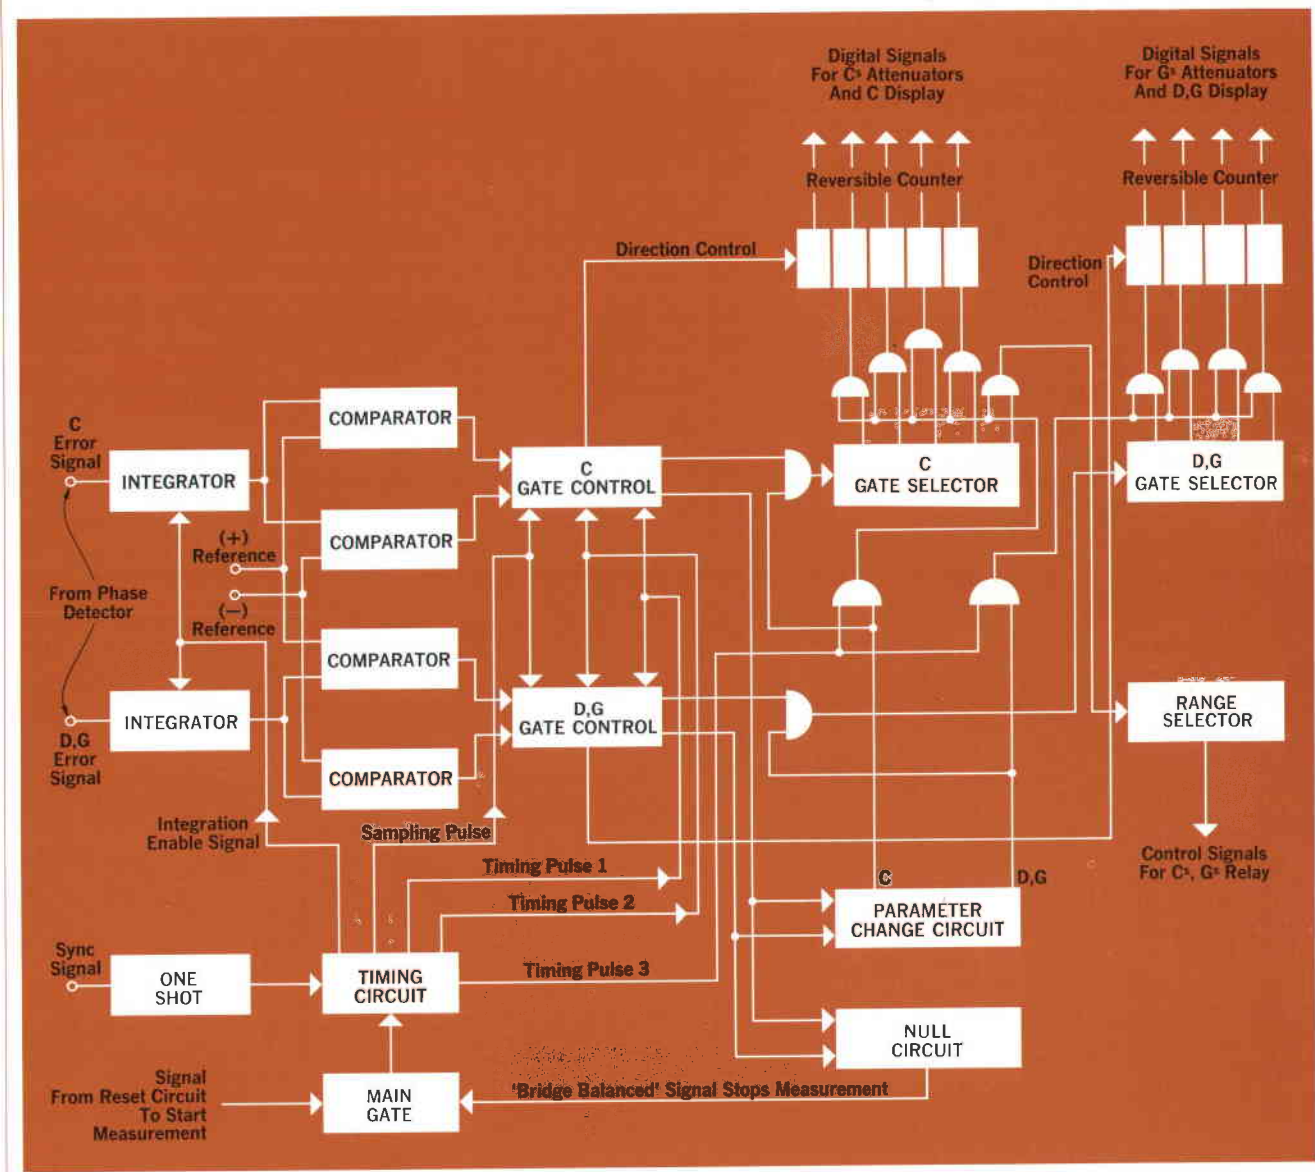 Digital Signals
For Cˢ Attenuators
And C Display
Digital Signals
For Gˢ Attenuators
And D,G Display
Reversible Counter
Reversible Counter
Direction Control
Direction
Control
COMPARATOR
C
Error
Signal
INTEGRATOR
C
GATE CONTROL
C
GATE SELECTOR
D,G
GATE SELECTOR
(+)
Reference
COMPARATOR
From Phase
Detector
(—)
Reference
COMPARATOR
INTEGRATOR
D,G
GATE CONTROL
RANGE
SELECTOR
D,G
Error
Signal
COMPARATOR
Integration
Enable Signal
Sampling Pulse
Timing Pulse 1
Timing Pulse 2
Control Signals
For Cˢ, Gˢ Relay
C
D,G
PARAMETER
CHANGE CIRCUIT
Sync
Signal
ONE
SHOT
TIMING
CIRCUIT
Timing Pulse 3
NULL
CIRCUIT
Signal
From Reset Circuit
To Start
Measurement
MAIN
GATE
'Bridge Balanced' Signal Stops Measurement